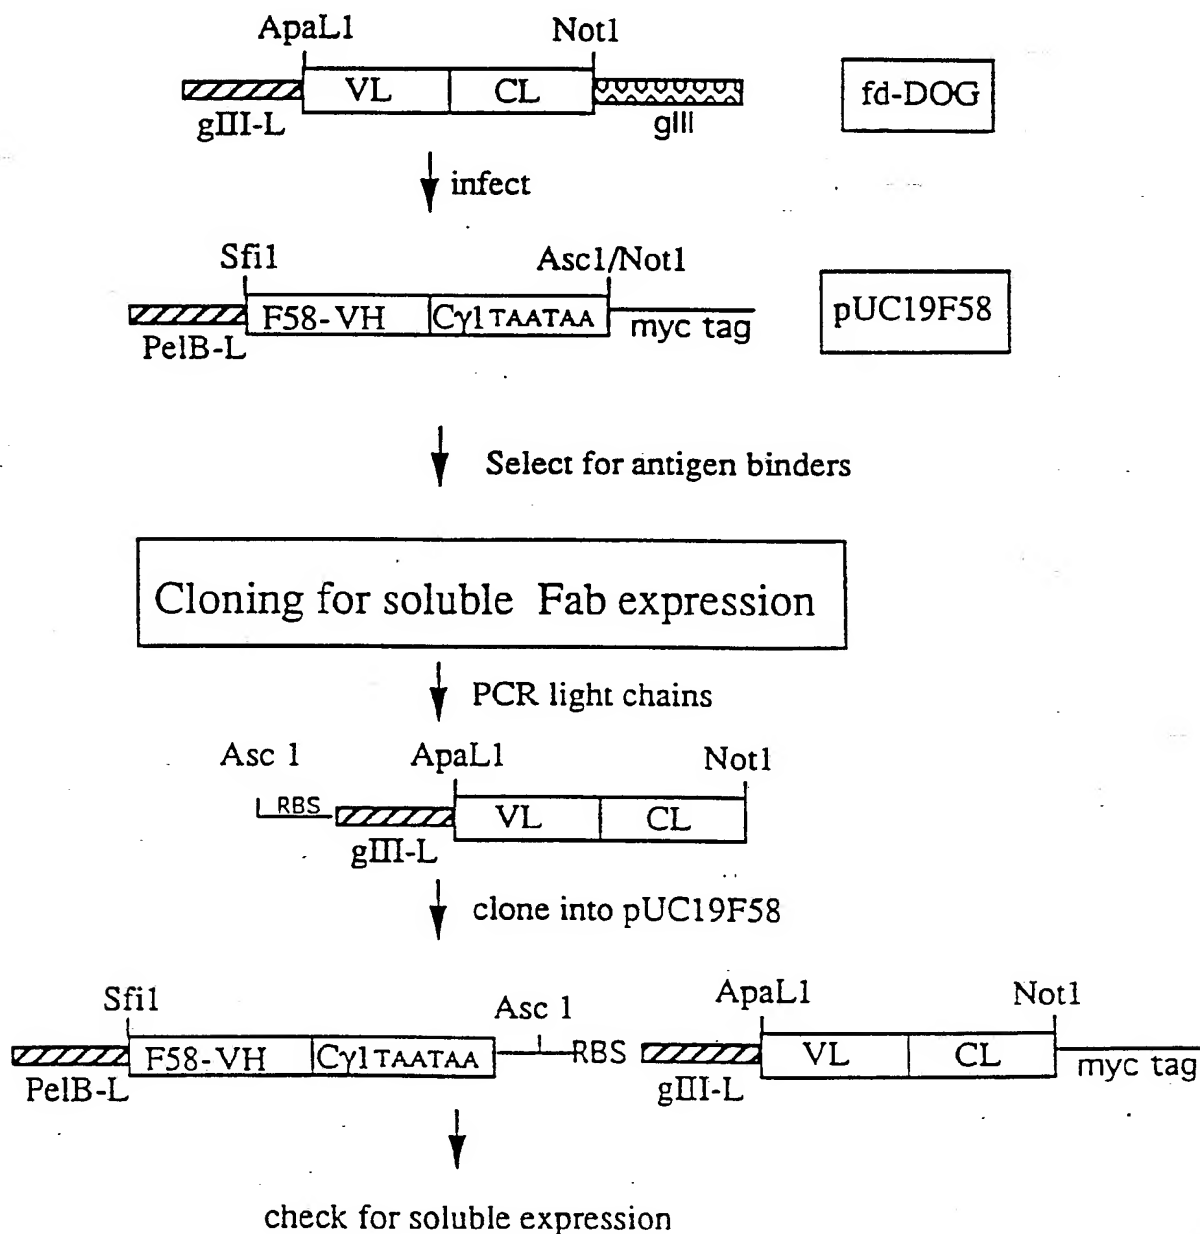 ApaL1 Not1
VL CL
fd-DOG
gIII-L gIII
infect
Sfi1 Asc1/Not1
F58-VH Cγ1 TAATAA
myc tag
pUC19F58
PelB-L
Select for antigen binders
Cloning for soluble Fab expression
PCR light chains
Asc 1 ApaL1 Not1
RBS VL CL
gIII-L
clone into pUC19F58
Sfi1 Asc 1 ApaL1 Not1
F58-VH Cγ1 TAATAA RBS VL CL
PelB-L gIII-L myc tag
check for soluble expression